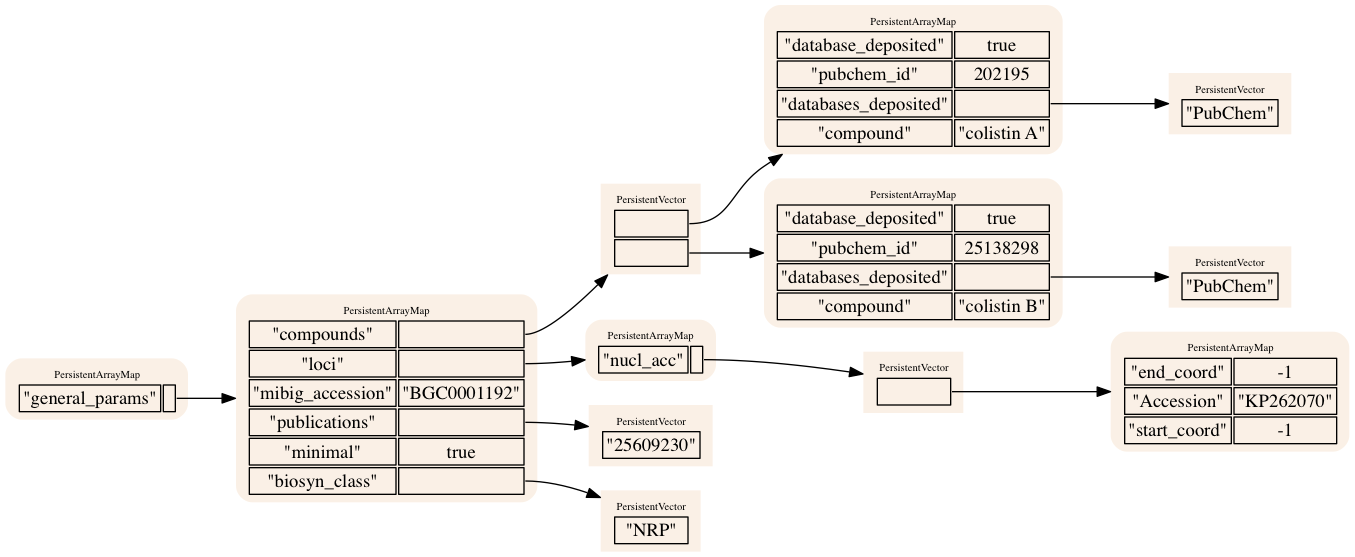 PersistentArrayMap
"general_params"
PersistentArrayMap
"compounds"
"loci"
"mibig_accession" "BGC0001192"
"publications"
"minimal" true
"biosyn_class"
PersistentVector
PersistentArrayMap
"database_deposited" true
"pubchem_id" 202195
"databases_deposited"
"compound" "colistin A"
PersistentVector
"PubChem"
PersistentArrayMap
"database_deposited" true
"pubchem_id" 25138298
"databases_deposited"
"compound" "colistin B"
PersistentVector
"PubChem"
PersistentArrayMap
"nucl_acc"
PersistentVector
PersistentArrayMap
"end_coord" -1
"Accession" "KP262070"
"start_coord" -1
PersistentVector
"25609230"
PersistentVector
"NRP"